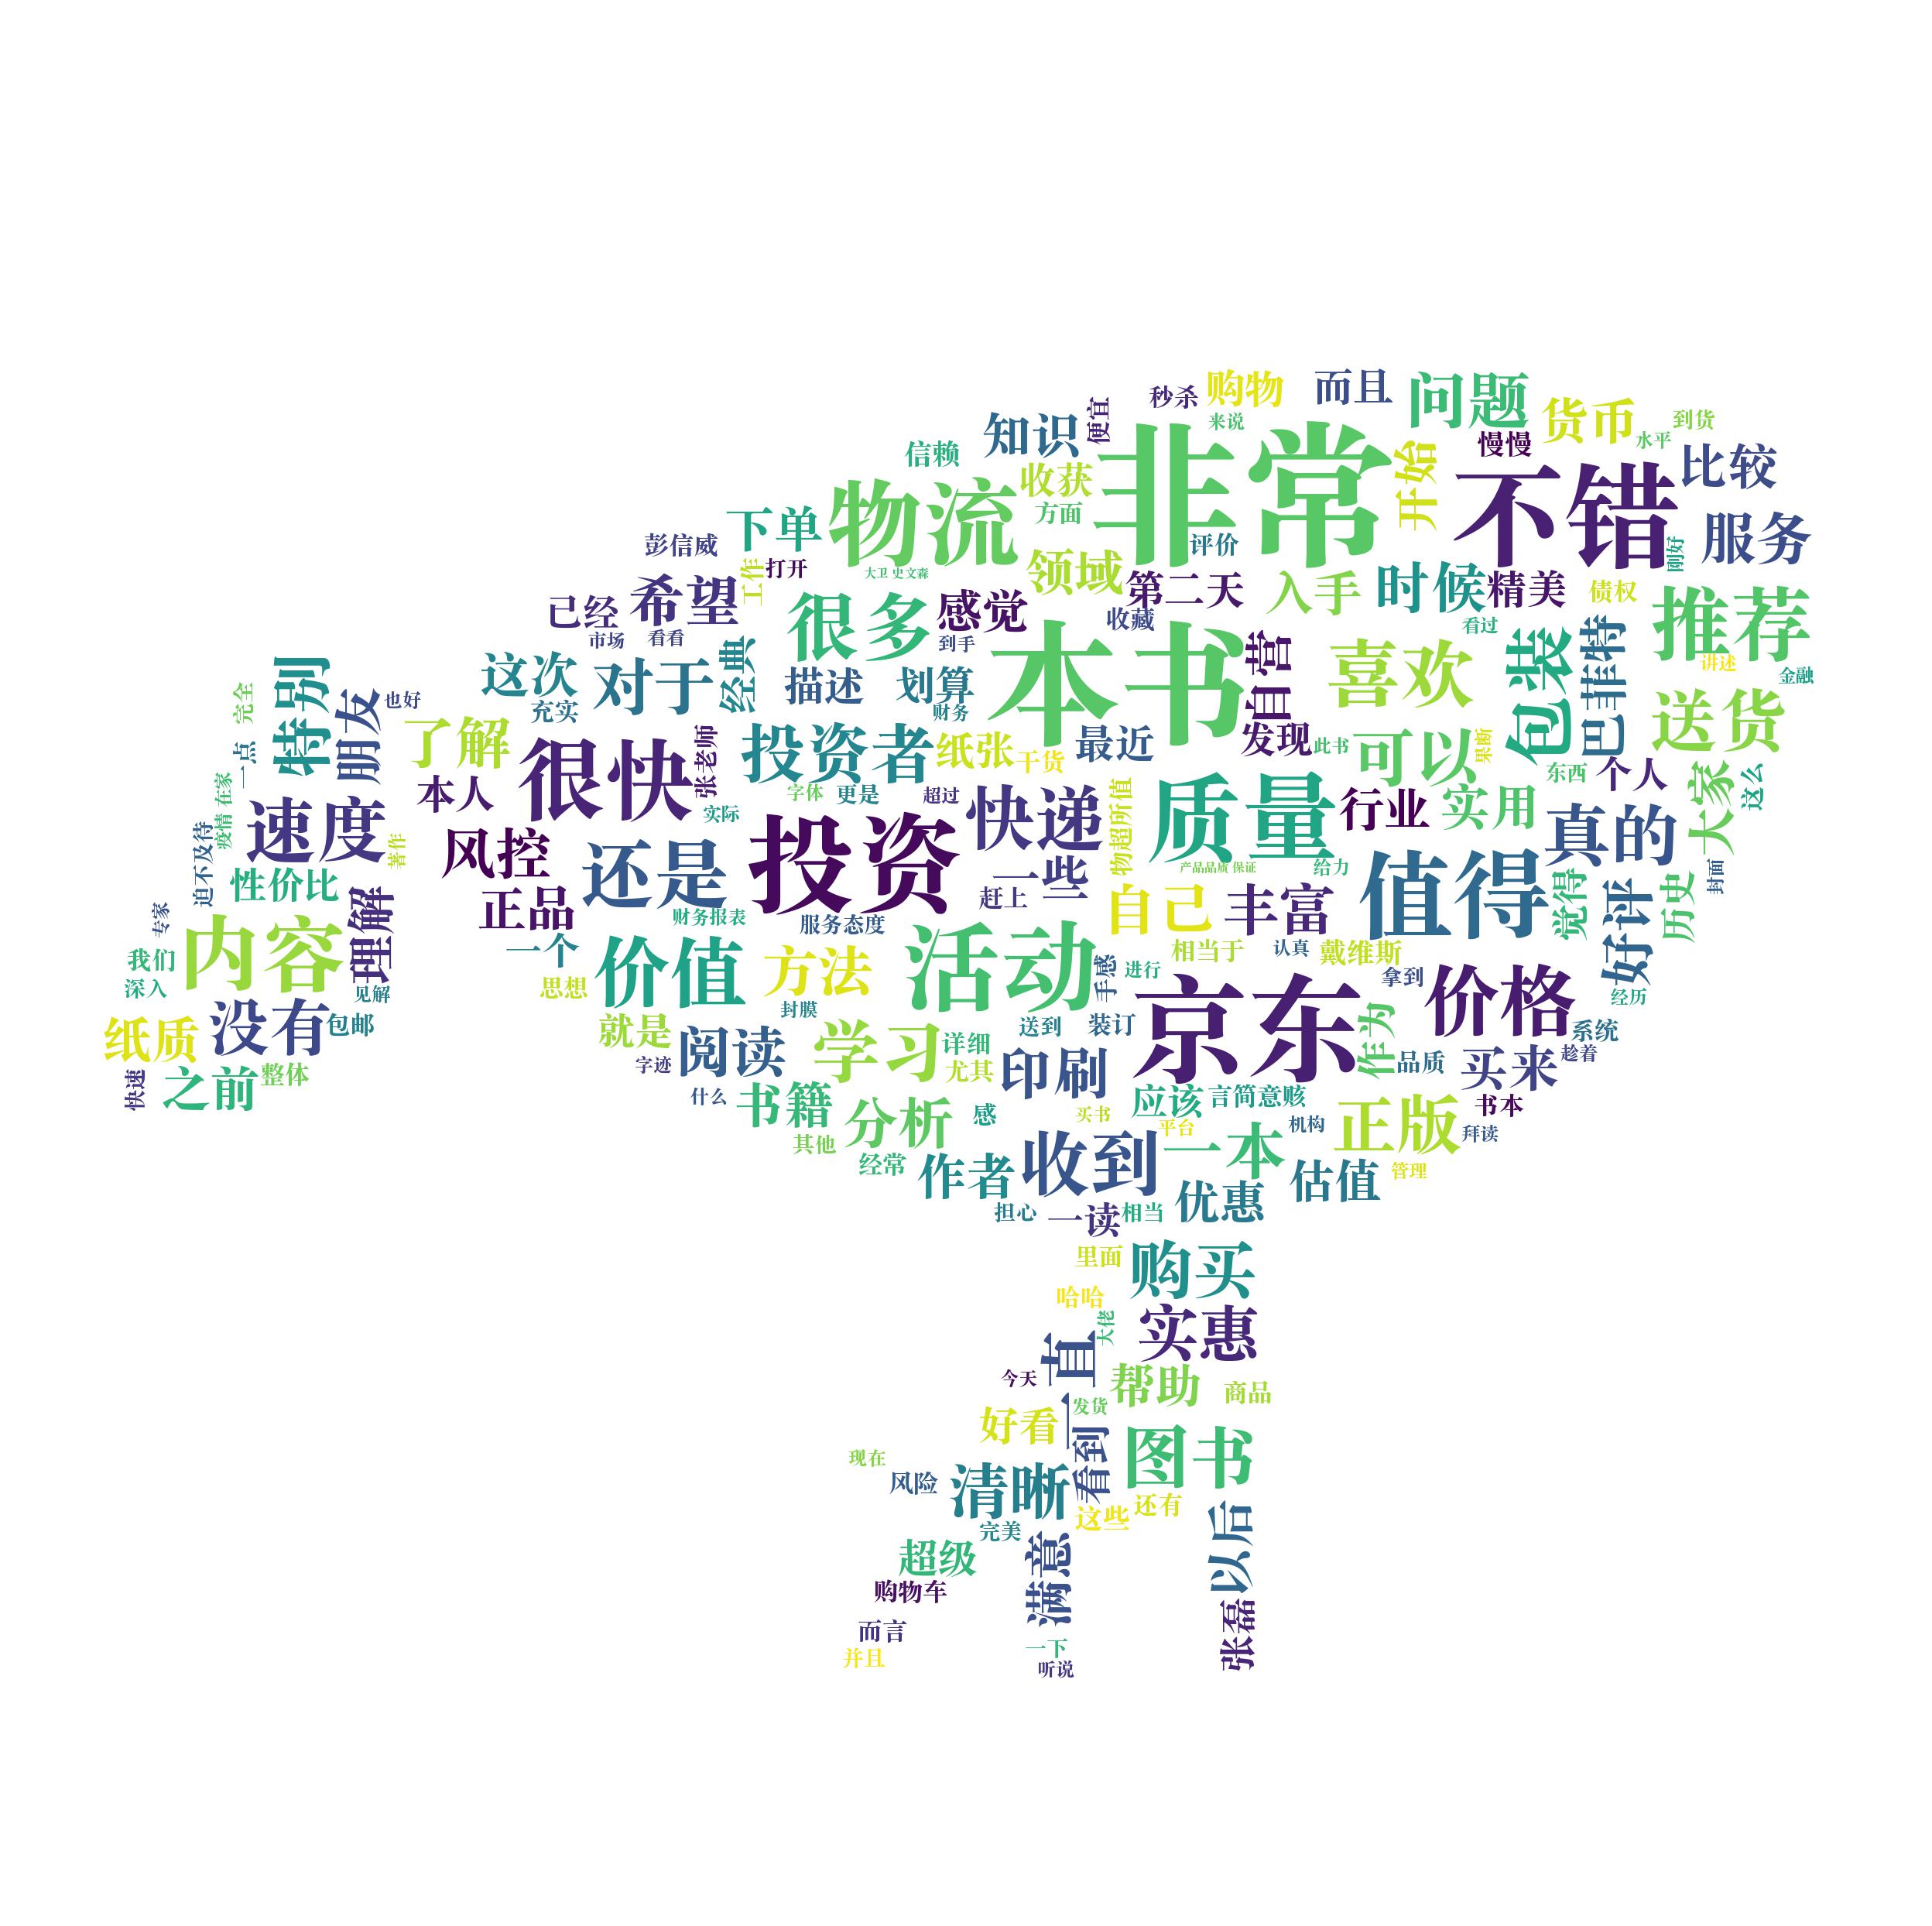 秒杀
购物
而且
问题
货币
到货
便宜
来说
知识
慢慢
水平
信赖
收获
非常
开始
不错
比较
物流
方面
下单
服务
彭信威
评价
刚好
打开
大卫 史文森
领域
第二天
入手
时候
精美
债权
工作
希望
已经
很多
感觉
收藏
推荐
市场
看看
到手
本书
看过
自营
喜欢
包装
巴菲特
讲述
金融
特别
这次
对于
经典
描述
划算
完全
朋友
也好
充实
财务
送货
了解
很快
张老师
投资者
纸张
干货
最近
发现
此书
可以
果断
一点
东西
个人
大家
这么
在家
本人
字体
更是
超过
快递
物超所值
质量
行业
实用
速度
实际
投资
疫情
迫不及待
著作
风控
还是
真的
性价比
一些
产品品质 保证
给力
值得
封面
正品
财务报表
服务态度
赶上
自己
丰富
觉得
好评
历史
专家
内容
理解
一个
价值
方法
活动
相当于
认真
戴维斯
我们
深入
见解
思想
手感
进行
拿到
价格
经历
封膜
京东
纸质
没有
包邮
就是
阅读
学习
详细
送到
装订
作为
系统
字迹
尤其
印刷
品质
买来
趁着
快速
之前
整体
什么
书籍
分析
感
买书
应该
言简意赅
书本
其他
平台
机构
正版
拜读
经常
作者
收到
一本
估值
管理
担心
一读
相当
优惠
里面
购买
哈哈
大佬
实惠
一直
今天
帮助
商品
好看
发货
看到
图书
现在
风险
清晰
这些
还有
完美
以后
超级
满意
购物车
张磊
而言
一下
并且
听说